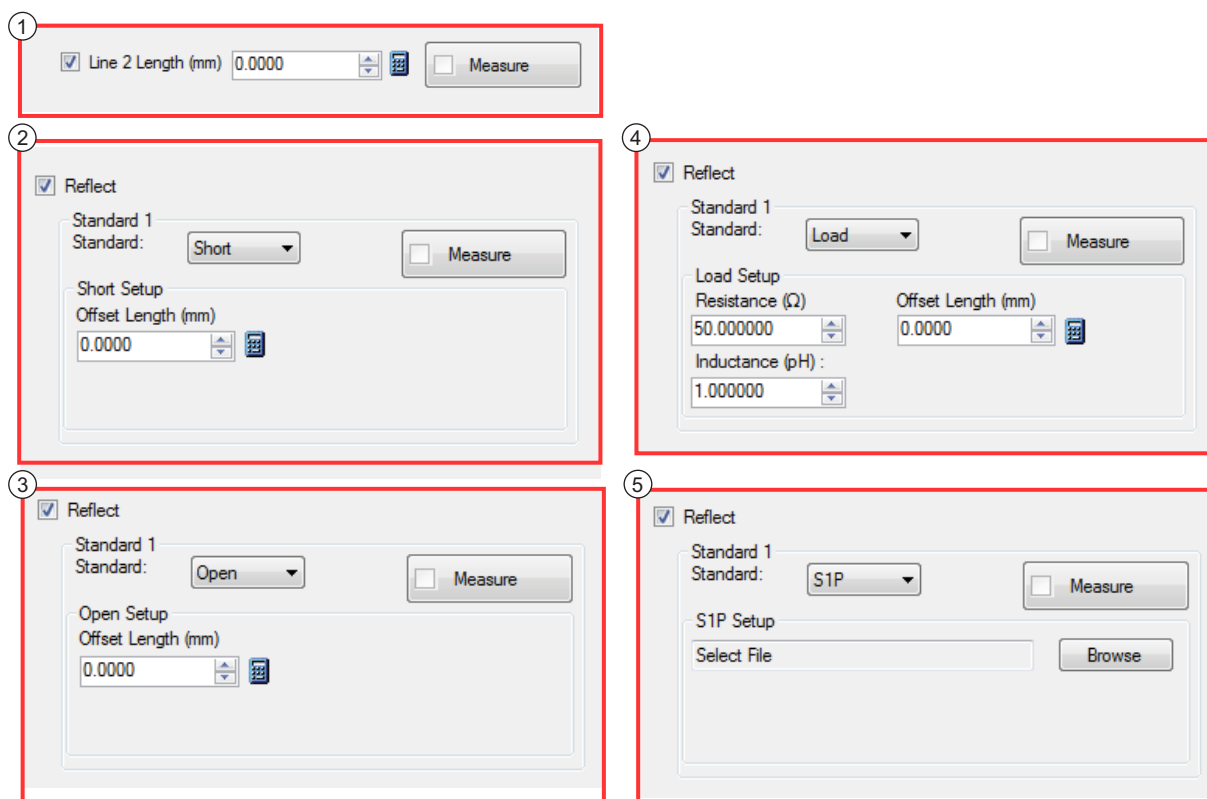 1
Line 2 Length (mm) 0.0000 Measure
2
Reflect
Standard 1
Standard: Short Measure
Short Setup
Offset Length (mm)
0.0000
3
Reflect
Standard 1
Standard: Open Measure
Open Setup
Offset Length (mm)
0.0000
4
Reflect
Standard 1
Standard: Load Measure
Load Setup
Resistance (Ω) Offset Length (mm)
50.000000 0.0000
Inductance (pH) :
1.000000
5
Reflect
Standard 1
Standard: S1P Measure
S1P Setup
Select File Browse